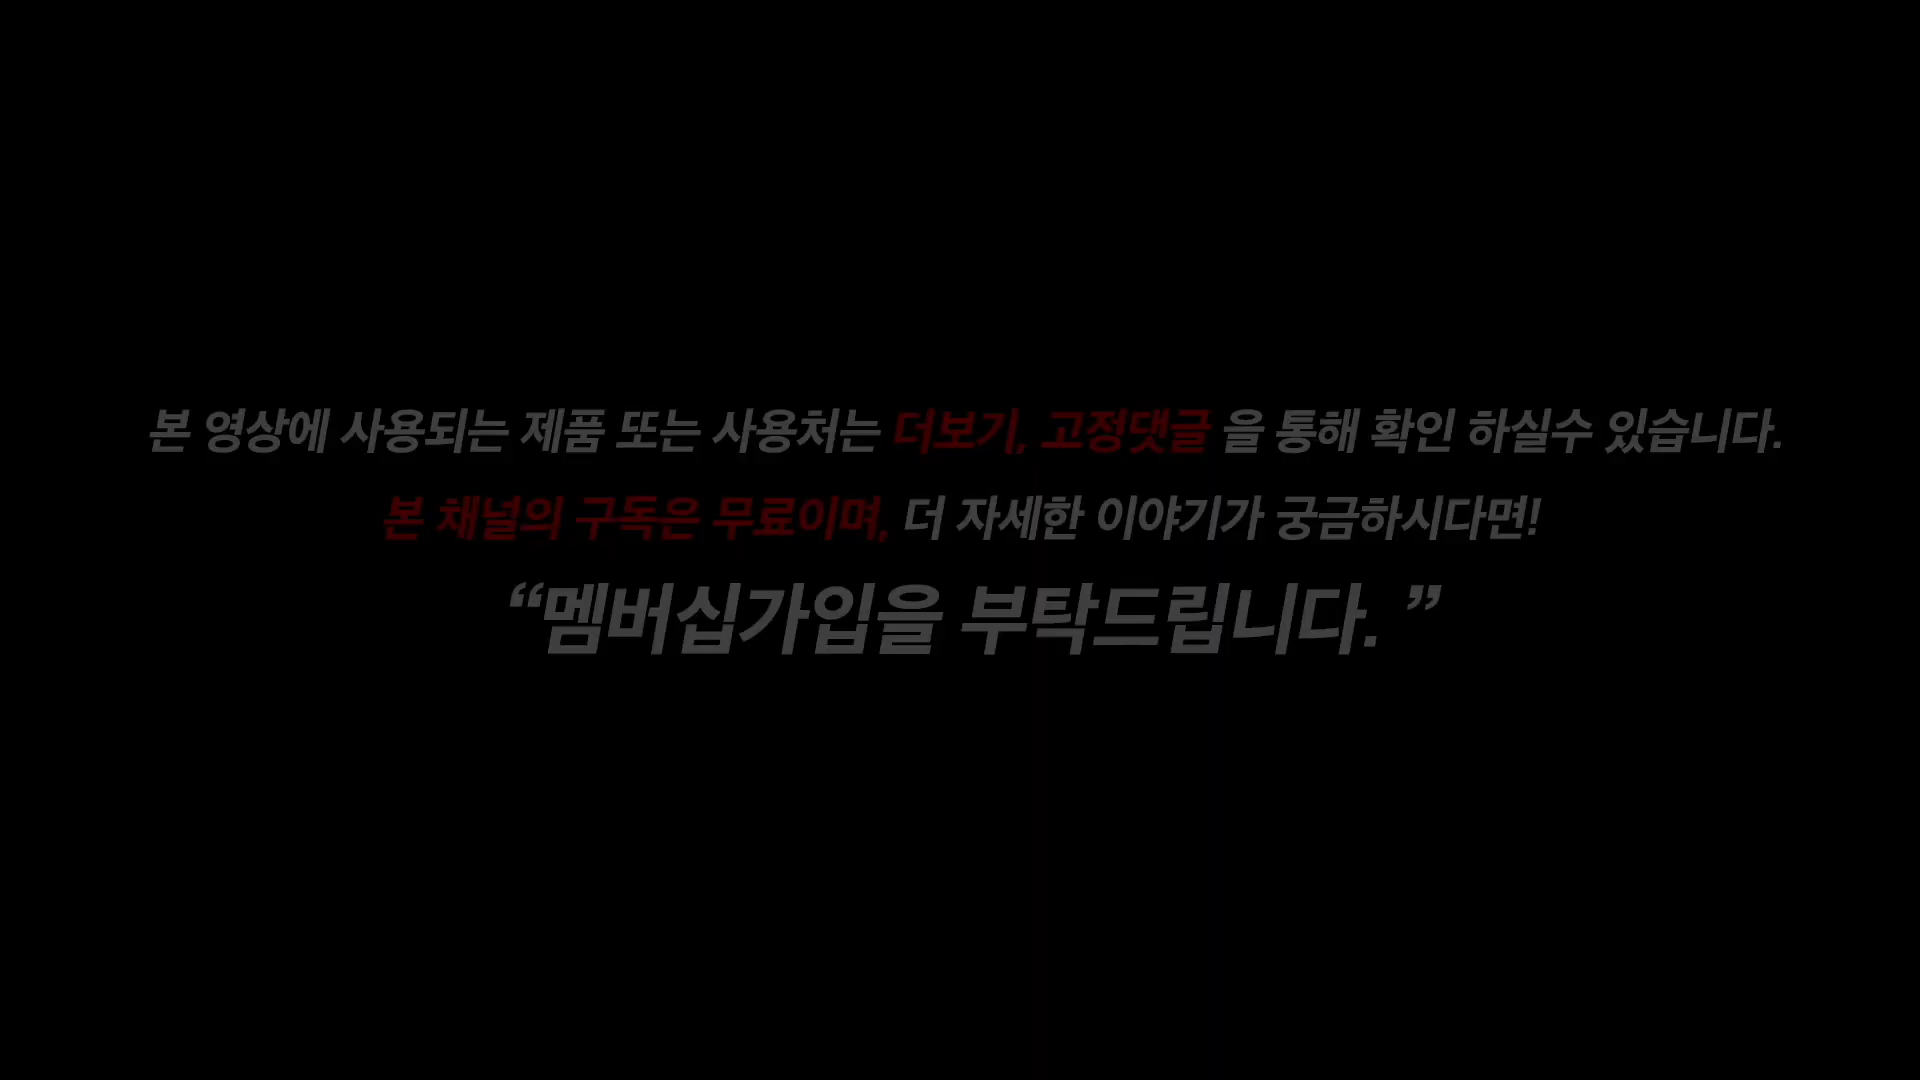 본 영상에 사용되는 제품 또는 사용처는 더보기, 고정댓글 을 통해 확인 하실수 있습니다.
본 채널의 구독은 무료이며, 더 자세한 이야기가 궁금하시다면!
“멤버십가입을 부탁드립니다. ”